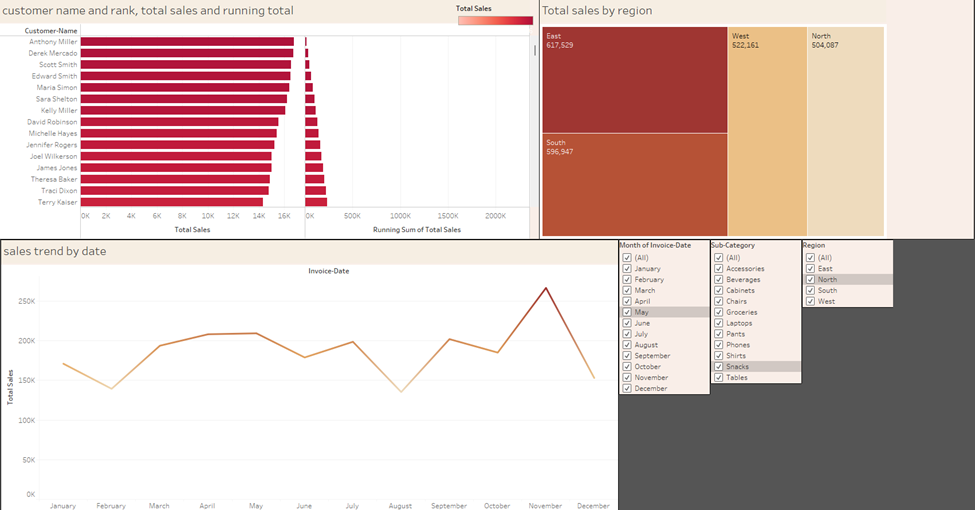 customer name and rank, total sales and running total
Total Sales
Customer-Name
Anthony Miller
Derek Mercado
Scott Smith
Edward Smith
Maria Simon
Sara Shelton
Kelly Miller
David Robinson
Michelle Hayes
Jennifer Rogers
Joel Wilkerson
James Jones
Theresa Baker
Traci Dixon
Terry Kaiser
0K 2K 4K 6K 8K 10K 12K 14K 16K 0K 500K 1000K 1500K 2000K
Total Sales Running Sum of Total Sales
Total sales by region
East
617,529
West
522,161
North
504,087
South
596,947
sales trend by date
Invoice-Date
250K
200K
150K
100K
50K
0K
Total Sales
January February March April May June July August September October November December
Month of Invoice-Date
(All)
January
February
March
April
May
June
July
August
September
October
November
December
Sub-Category
(All)
Accessories
Beverages
Cabinets
Chairs
Groceries
Laptops
Pants
Phones
Shirts
Snacks
Tables
Region
(All)
East
North
South
West